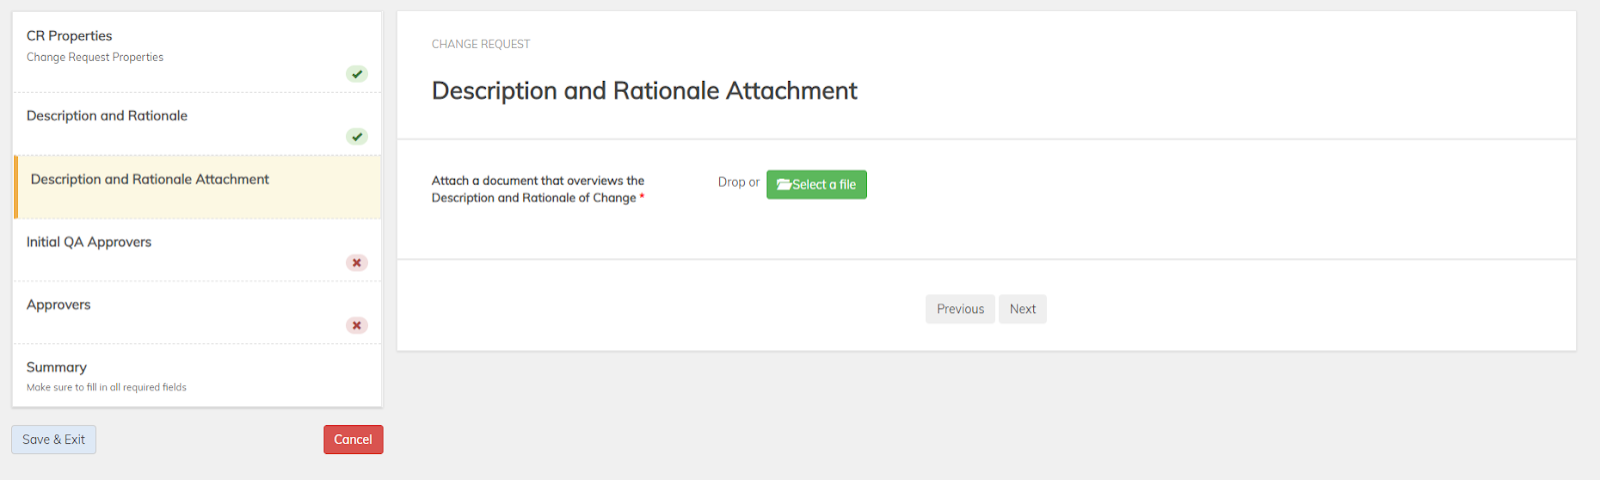 CR Properties
Change Request Properties
Description and Rationale
Description and Rationale Attachment
Initial QA Approvers
Approvers
Summary
Make sure to fill in all required fields
Save & Exit
Cancel
CHANGE REQUEST
Description and Rationale Attachment
Attach a document that overviews the
Description and Rationale of Change *
Drop or Select a file
Previous Next